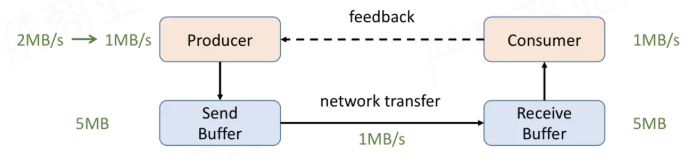 feedback
2MB/s → 1MB/s
Producer
Consumer
1MB/s
network transfer
5MB
Send
Buffer
1MB/s
Receive
Buffer
5MB